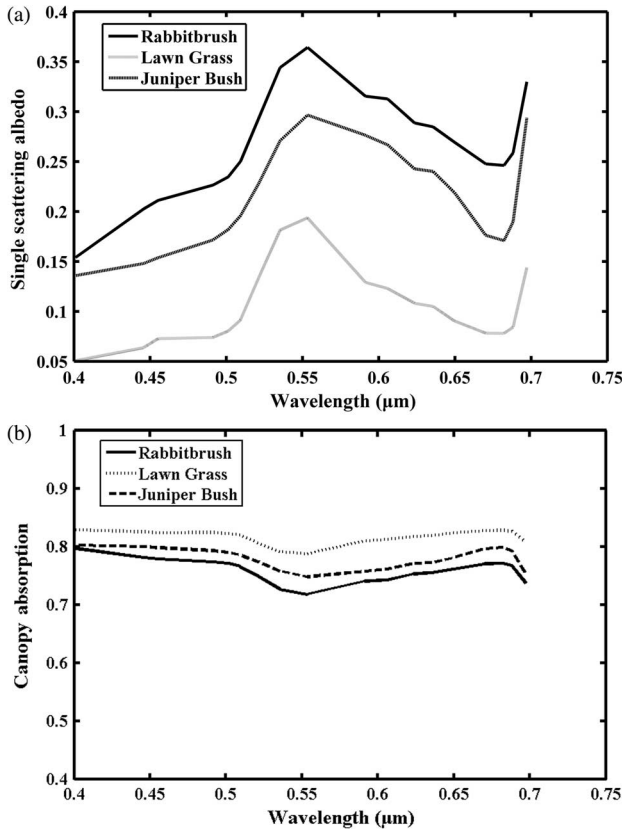 (a)
0.4
0.35
0.3
0.25
0.2
0.15
0.1
0.05
Single scattering albedo
Rabbitbrush
Lawn Grass
Juniper Bush
0.4 0.45 0.5 0.55 0.6 0.65 0.7 0.75
Wavelength (μm)
(b)
1
0.9
0.8
0.7
0.6
0.5
0.4
Canopy absorption
Rabbitbrush
Lawn Grass
Juniper Bush
0.4 0.45 0.5 0.55 0.6 0.65 0.7 0.75
Wavelength (μm)